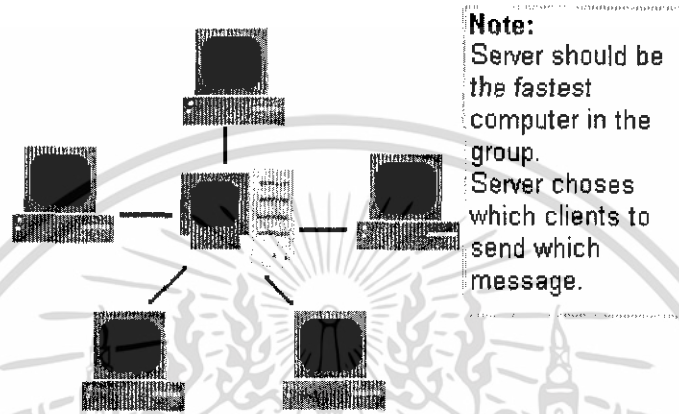 Note:
Server should be
the fastest
computer in the
group.
Server choses
which clients to
send which
message.